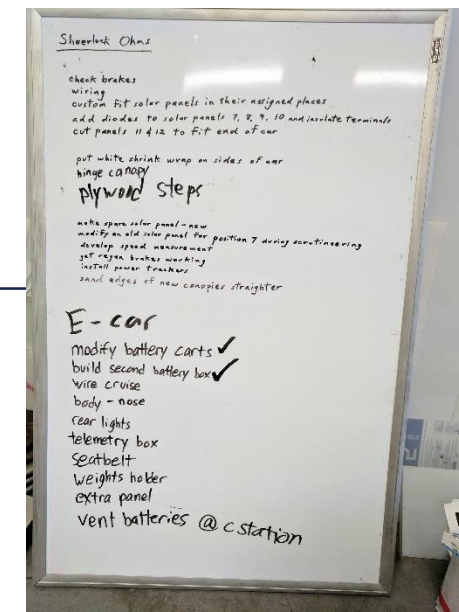 Sheerlock Ohms
check brakes
wiring
custom fit solar panels in their assigned places
add diodes to solar panels 7, 8, 9, 10 and insulate terminals
cut panels 11 & 12 to fit end of car
put white shrink wrap on sides of car
hinge canopy
plywood steps
make spare solar panel - new
modify an old solar panel for position 7 during scrutineering
develop speed mensurement
get regen brakes working
install power trackers
sand edges of new canopies straighter
E-car
modify battery carts ✓
build second battery box ✓
wire cruise
body - nose
rear lights
telemetry box
seatbelt
weights holder
extra panel
vent batteries @ c station